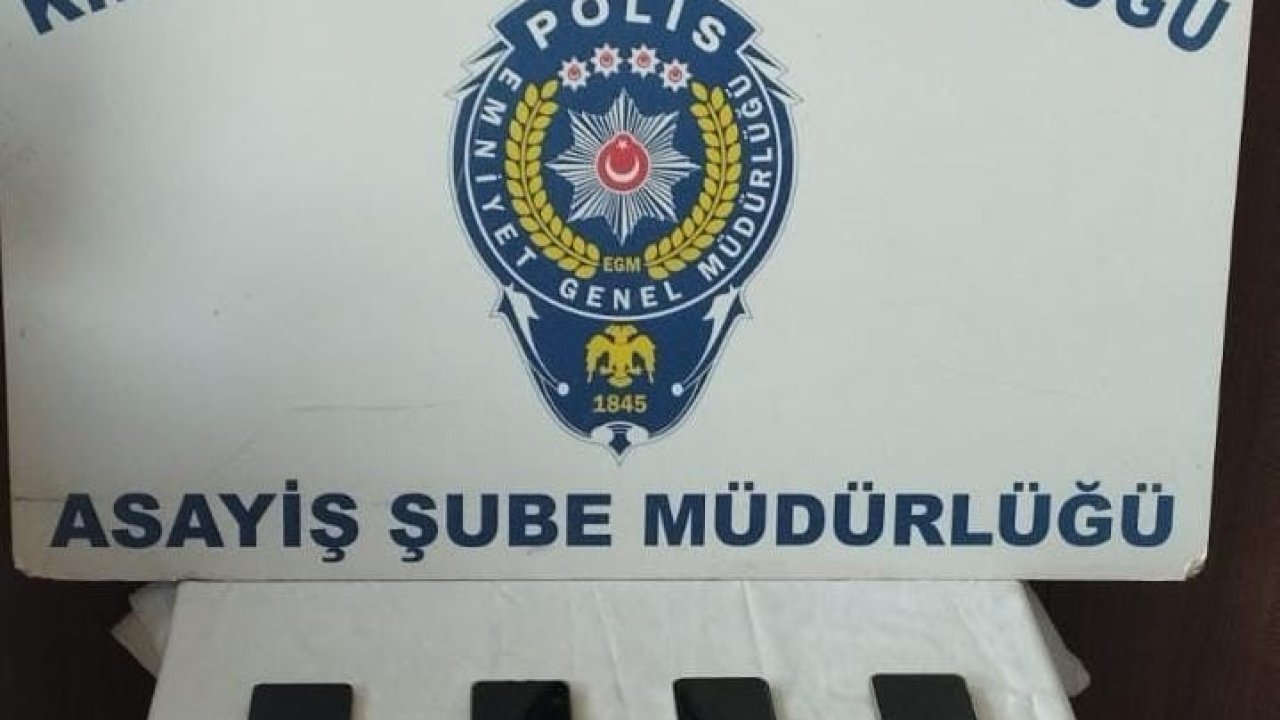 POLİS
EMNİYET GENEL MÜDÜRLÜĞÜ
EGM
1845
ASAYİŞ ŞUBE MÜDÜRLÜĞÜ